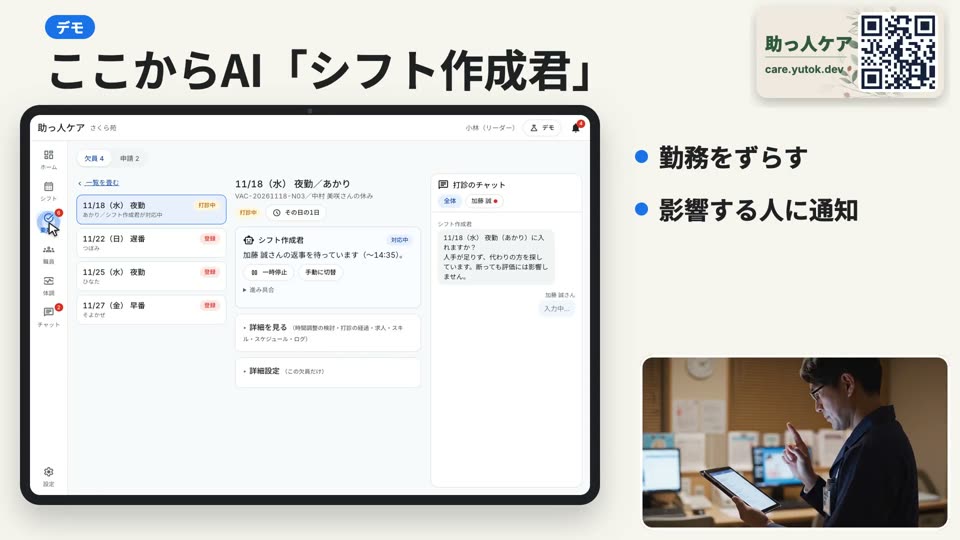 デモ
ここからAI「シフト作成君」
助っ人ケア
care.yutok.dev
助っ人ケア さくら苑
小林（リーダー）
デモ
4
ホーム
シフト
6
職員
体調
2
チャット
設定
欠員 4
申請 2
‹ 一覧を畳む
11/18（水） 夜勤
打診中
あかり／シフト作成君が対応中
11/22（日） 遅番
登録
つぼみ
11/25（水） 夜勤
登録
ひなた
11/27（金） 早番
登録
そよかぜ
11/18（水） 夜勤／あかり
VAC-20261118-N03／中村 美咲さんの休み
打診中
その日の1日
シフト作成君
対応中
加藤 誠さんの返事を待っています（〜14:35）。
一時停止
手動に切替
▶ 進み具合
・詳細を見る （時間調整の検討・打診の経過・求人・スキ
ル・スケジュール・ログ）
・詳細設定 （この欠員だけ）
打診のチャット
全体
加藤 誠
シフト作成君
11/18（水） 夜勤（あかり）に入
れますか？
人手が足りず、代わりの方を探し
ています。断っても評価には影響し
ません。
加藤 誠さん
入力中...
勤務をずらす
影響する人に通知